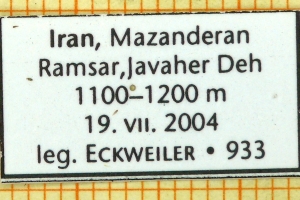 Iran, Mazanderan
Ramsar,Javaher Deh
1100–1200 m
19. VII. 2004
leg. ECKWEILER • 933